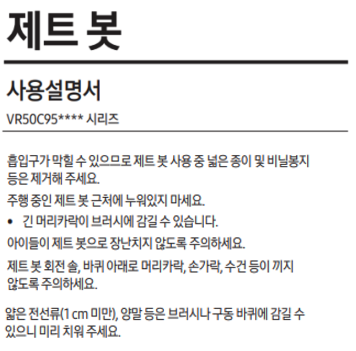 제트 봇
사용설명서
VR50C95**** 시리즈
흡입구가 막힐 수 있으므로 제트 봇 사용 중 넓은 종이 및 비닐봉지
등은 제거해 주세요.
주행 중인 제트 봇 근처에 누워있지 마세요.
• 긴 머리카락이 브러시에 감길 수 있습니다.
아이들이 제트 봇으로 장난치지 않도록 주의하세요.
제트 봇 회전 솔, 바퀴 아래로 머리카락, 손가락, 수건 등이 끼지
않도록 주의하세요.
얇은 전선류(1 cm 미만), 양말 등은 브러시나 구동 바퀴에 감길 수
있으니 미리 치워 주세요.